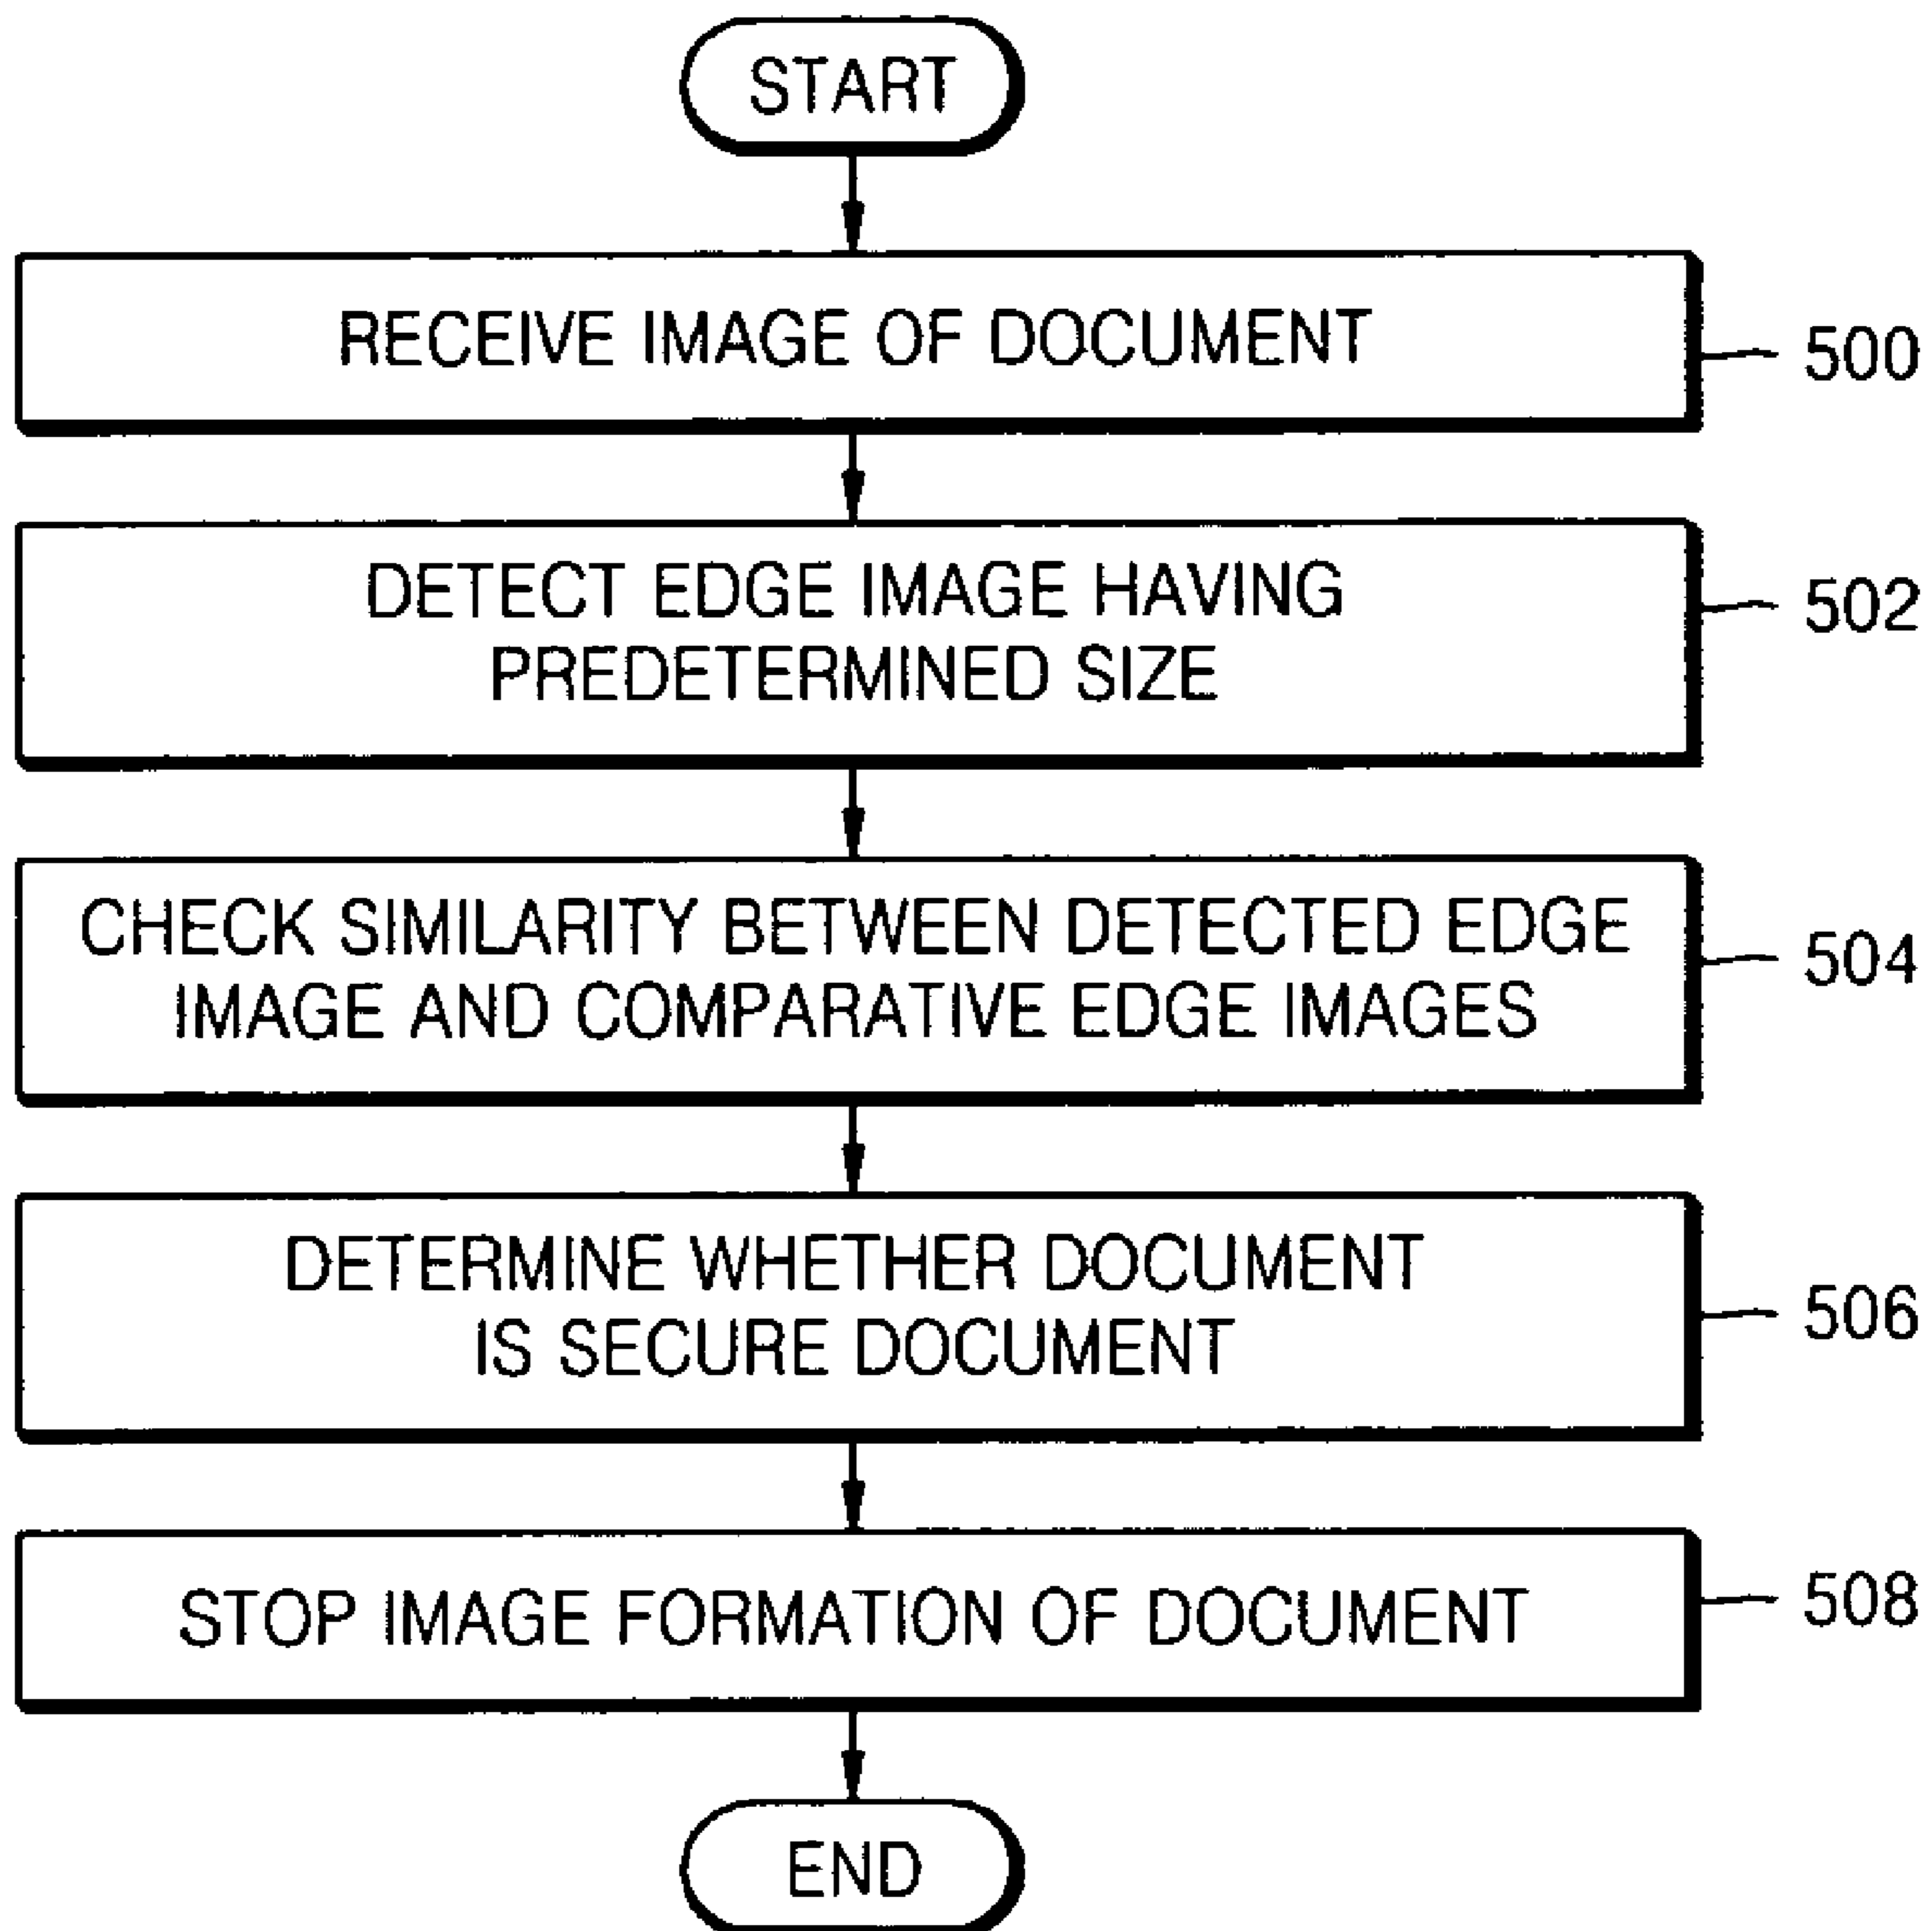 START
RECEIVE IMAGE OF DOCUMENT
500
DETECT EDGE IMAGE HAVING
PREDETERMINED SIZE
502
CHECK SIMILARITY BETWEEN DETECTED EDGE
IMAGE AND COMPARATIVE EDGE IMAGES
504
DETERMINE WHETHER DOCUMENT
IS SECURE DOCUMENT
506
STOP IMAGE FORMATION OF DOCUMENT
508
END